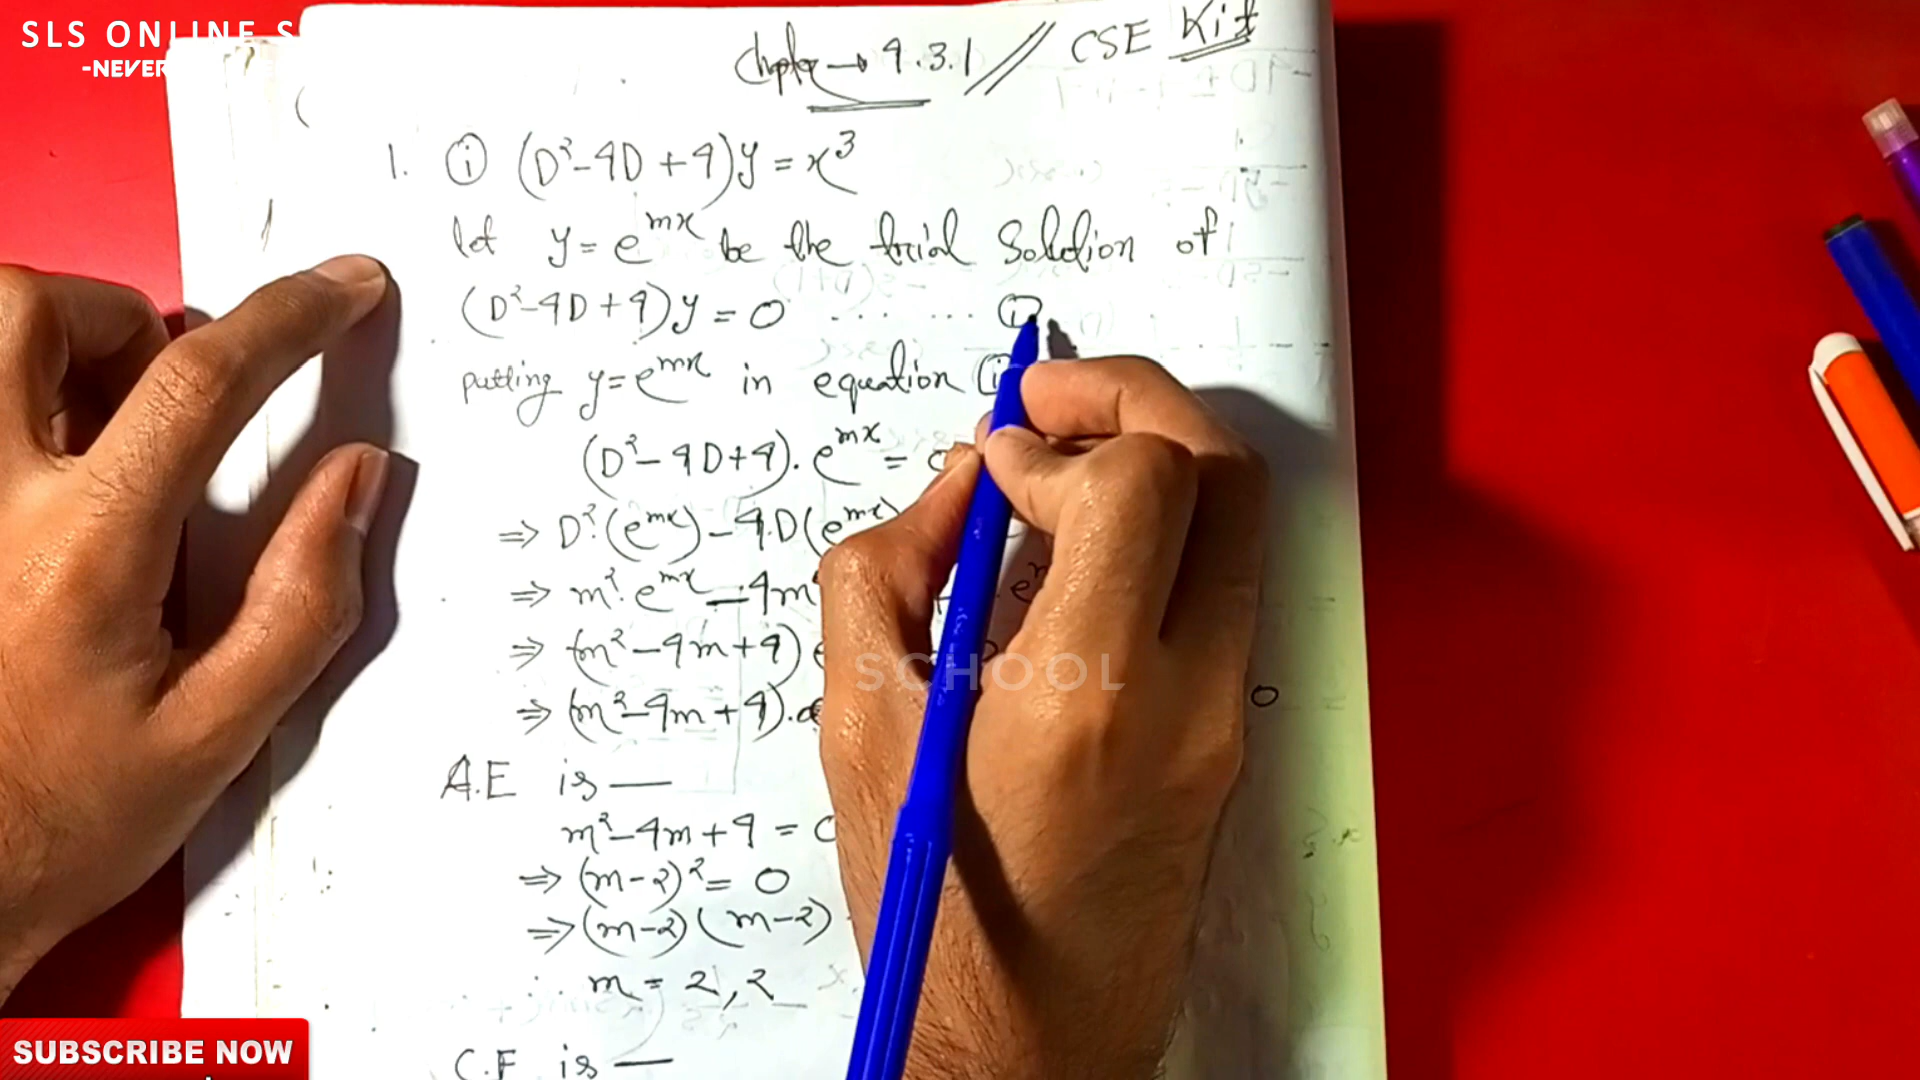 SLS ONLINE S
-NEVER
Chapter → 4.3.1 // CSE Kit
1. (i) (D²-4D+4)y = x³
let y = e^mx be the trial Solution of
(D²-4D+4)y = 0 ... ... (i)
putting y = e^mx in equation (i
(D²-4D+4). e^mx = 0
⇒ D².(e^mx) - 4.D(e^mx)
⇒ m².e^mx - 4m
⇒ (m²-4m+4) e
⇒ (m²-4m+4).
SCHOOL
0
A.E is —
m²-4m+4 = 0
⇒ (m-2)² = 0
⇒ (m-2)(m-2)
∴ m = 2, 2
C.F is —
SUBSCRIBE NOW